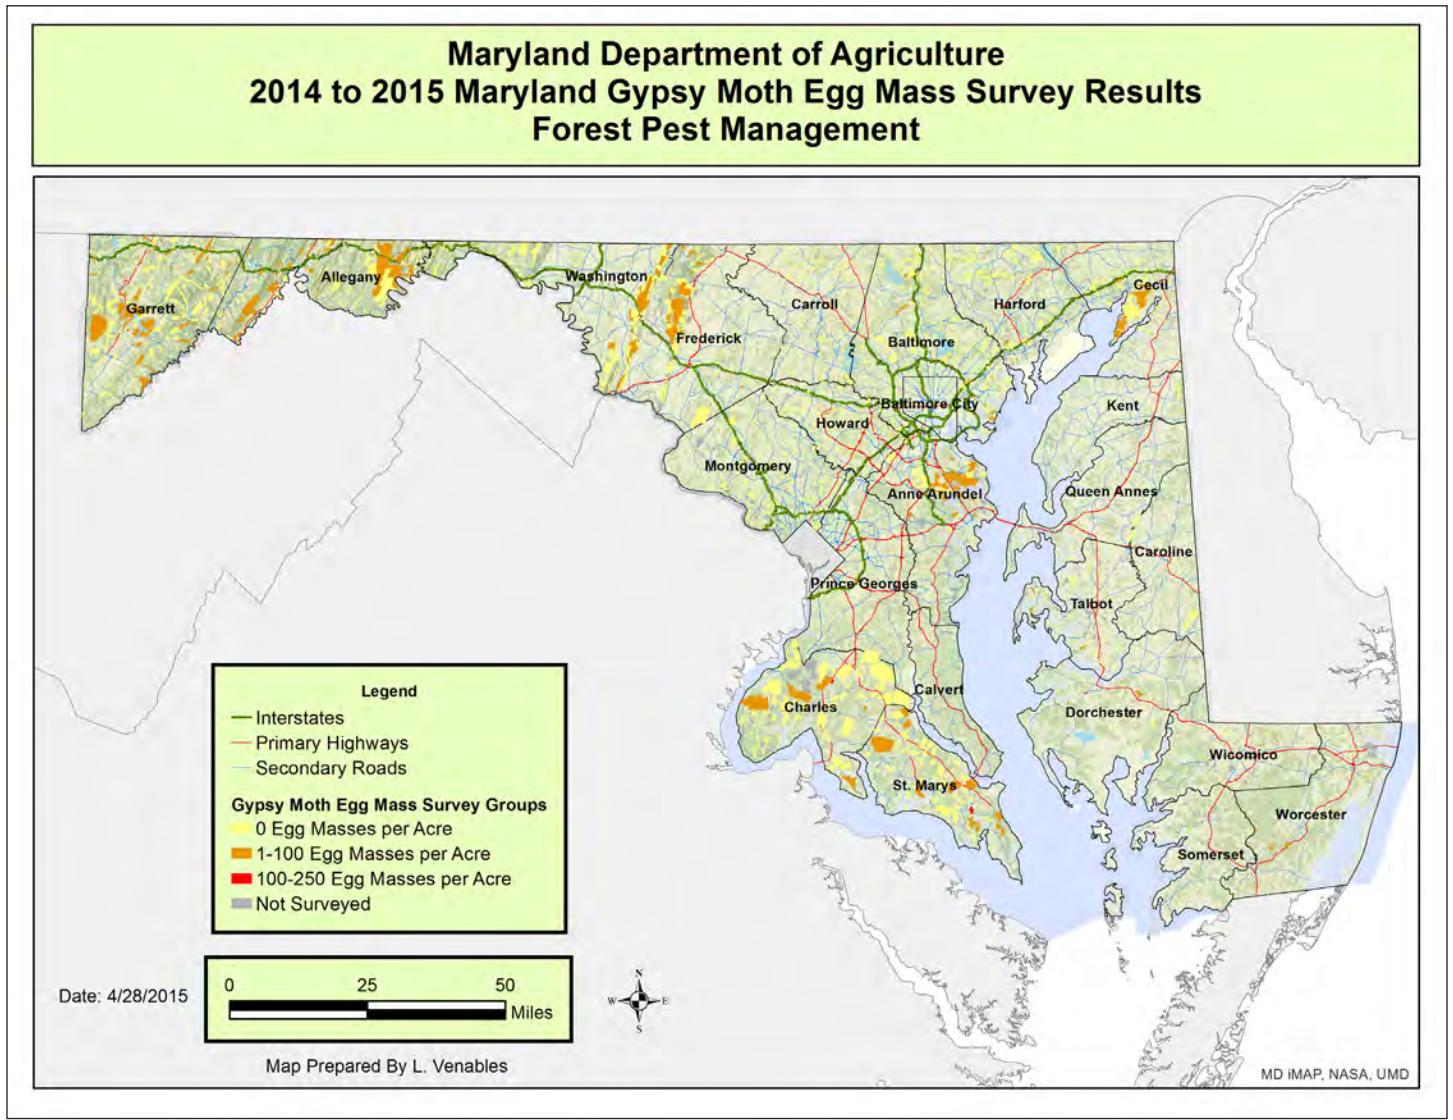 Maryland Department of Agriculture
2014 to 2015 Maryland Gypsy Moth Egg Mass Survey Results
Forest Pest Management
Garrett
Allegany
Washington
Frederick
Carroll
Baltimore
Harford
Cecil
Baltimore City
Howard
Kent
Montgomery
Anne Arundel
Queen Annes
Caroline
Prince Georges
Talbot
Calvert
Charles
Dorchester
St. Marys
Wicomico
Worcester
Somerset
Legend
Interstates
Primary Highways
Secondary Roads
Gypsy Moth Egg Mass Survey Groups
0 Egg Masses per Acre
1-100 Egg Masses per Acre
100-250 Egg Masses per Acre
Not Surveyed
Date: 4/28/2015
0 25 50
Miles
N
W E
S
Map Prepared By L. Venables
MD iMAP, NASA, UMD